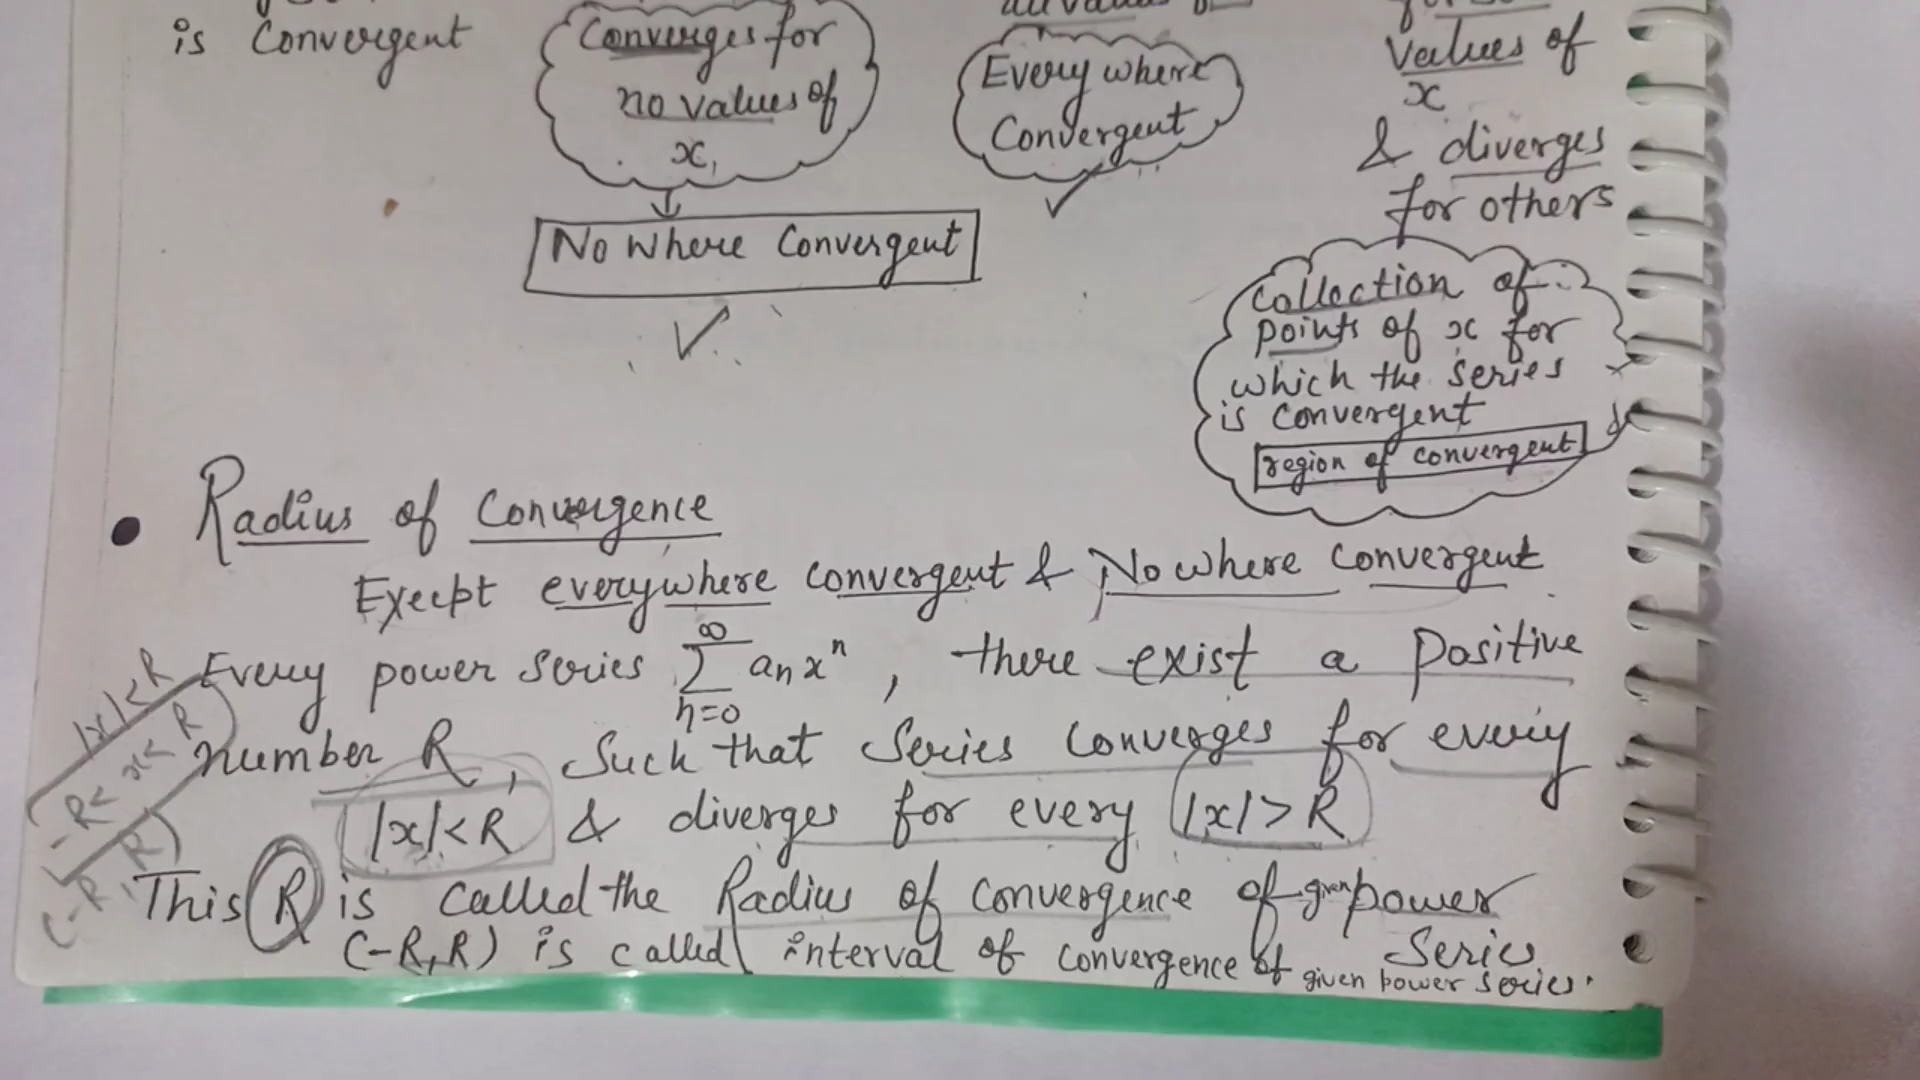 is Convergent
Converges for
no values of
x,
No where Convergent
Every where
Convergent
Values of
x
& diverges
for others
Collection of
points of x for
which the series
is convergent
region of convergent
Radius of Convergence
Except everywhere convergent & No where convergent
Every power series ∞∑n=0 anxⁿ, there exist a positive
number R, Such that Series converges for every
|x|<R & diverges for every |x|>R
This R is called the Radius of convergence of given power
Series
(-R,R) is called interval of convergence of given power series.
|x|<R
-R<x<R
(-R,R)